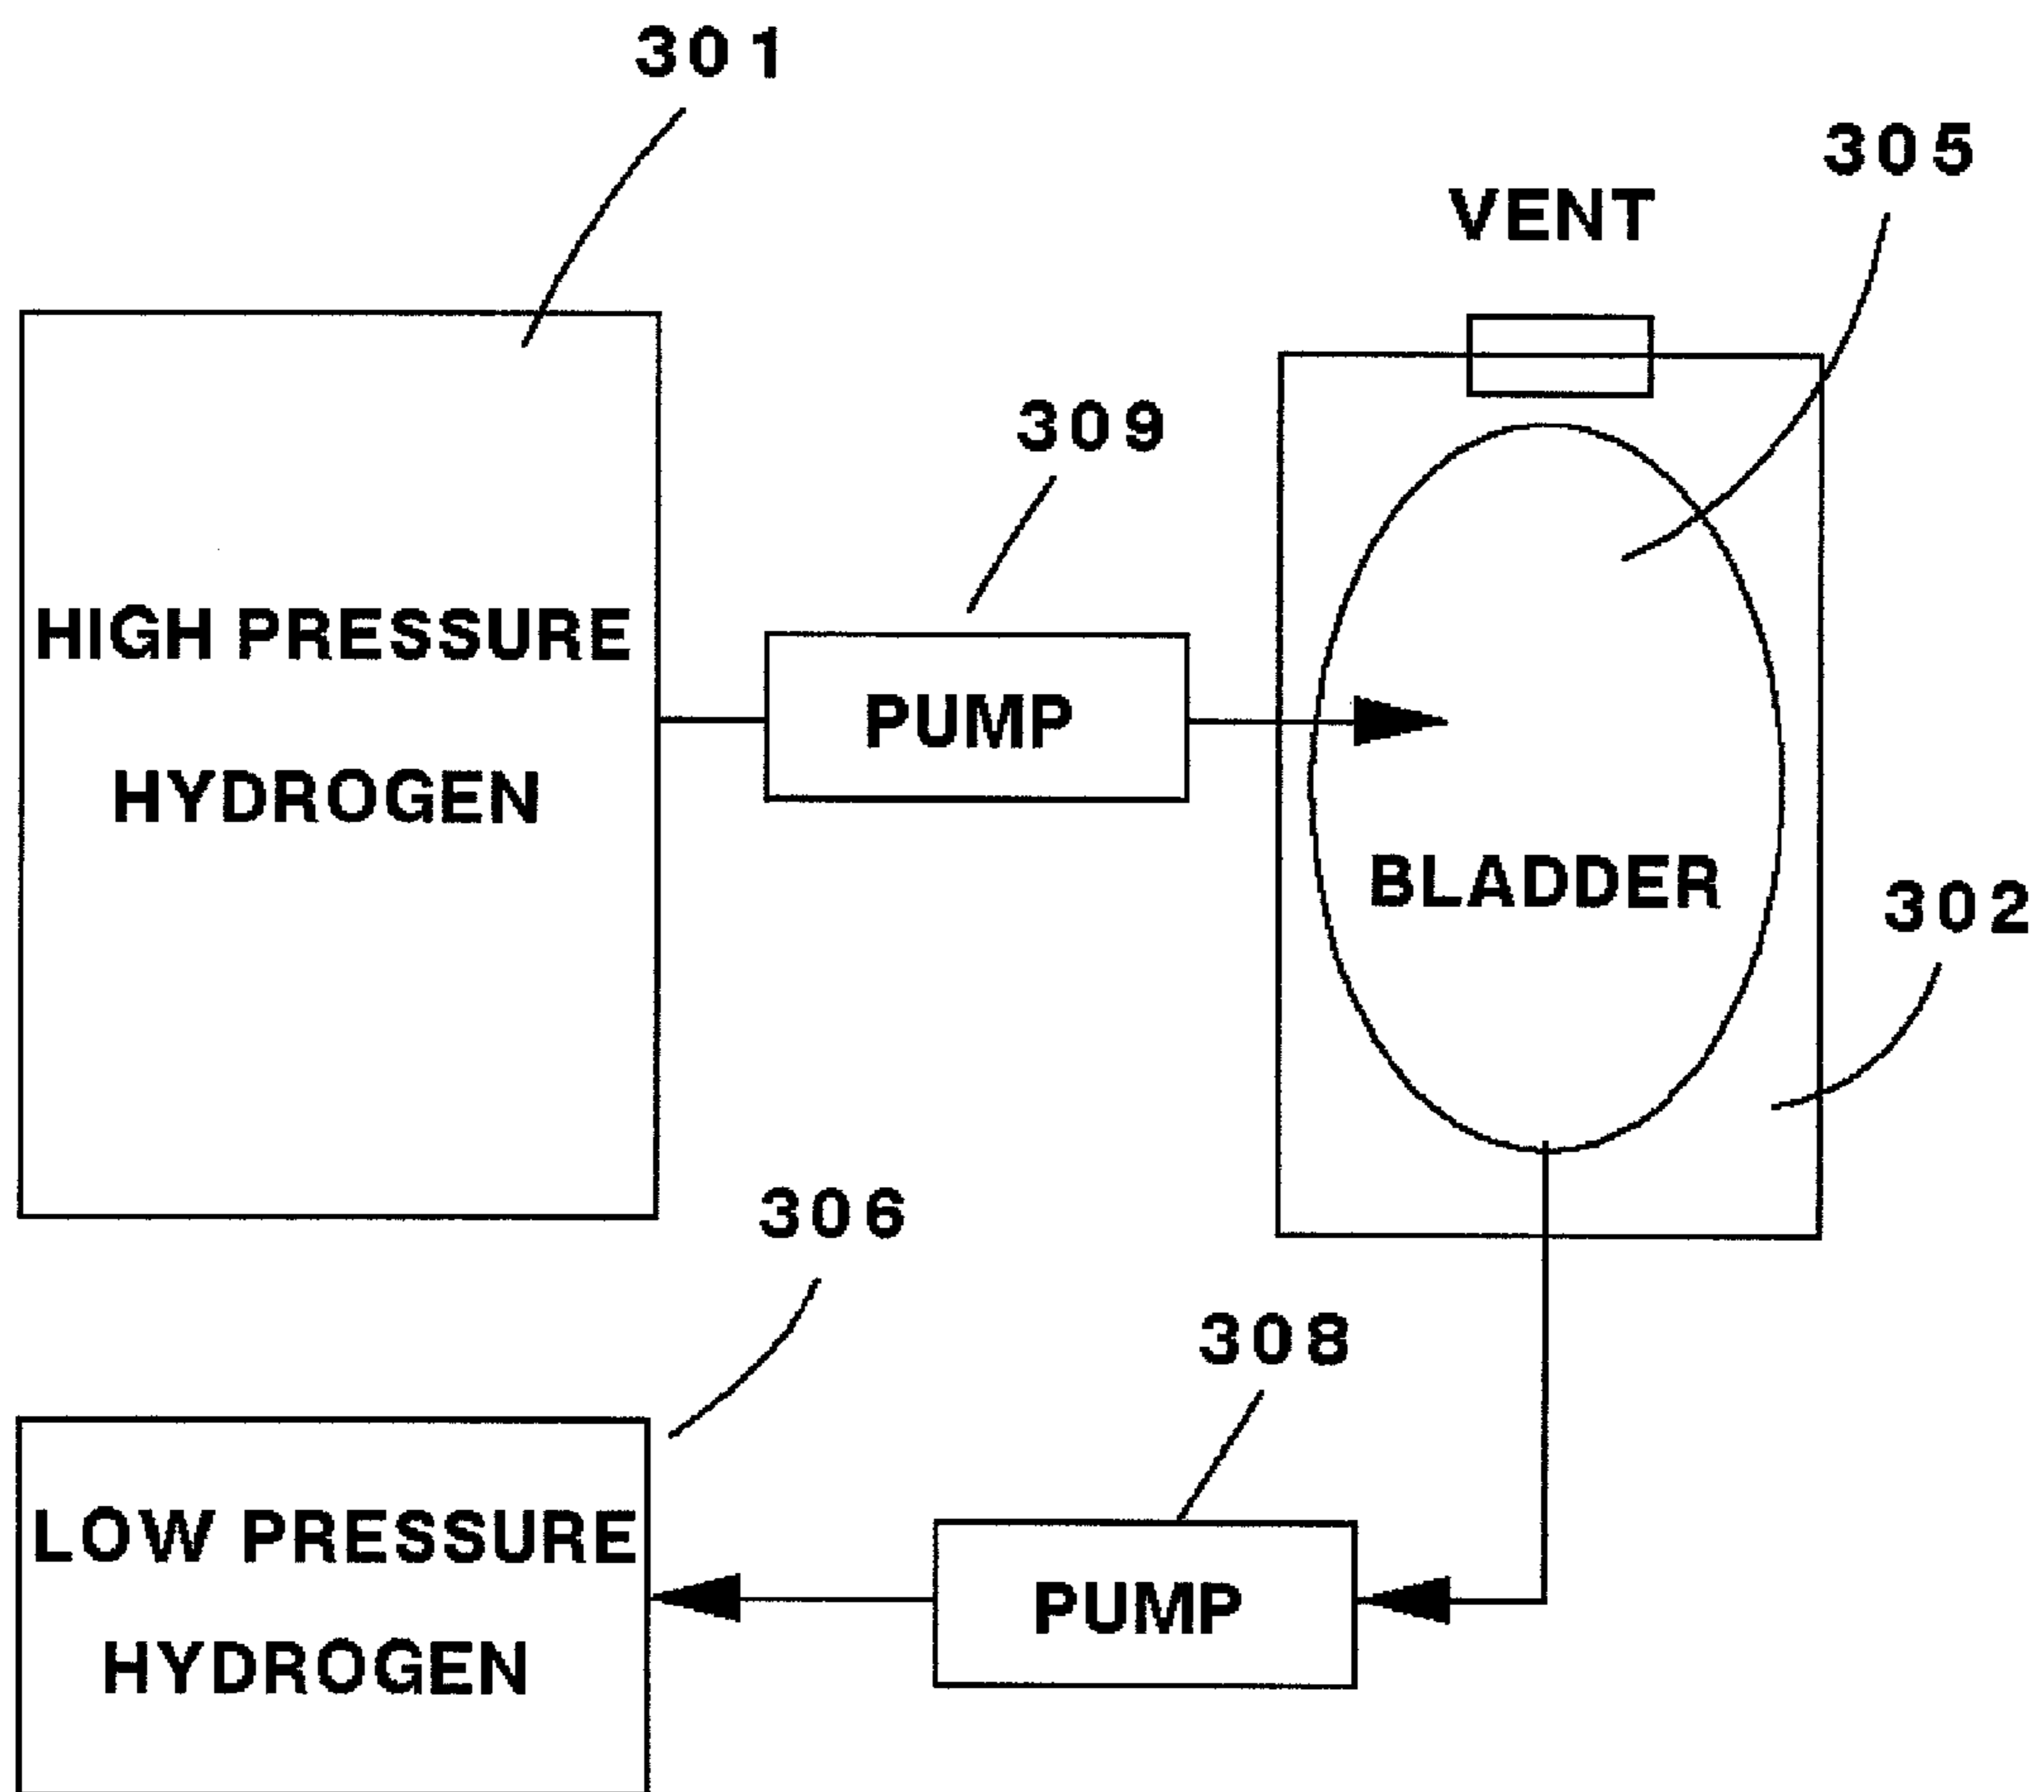 301
305
VENT
309
HIGH PRESSURE
PUMP
HYDROGEN
BLADDER
302
306
308
LOW PRESSURE
PUMP
HYDROGEN